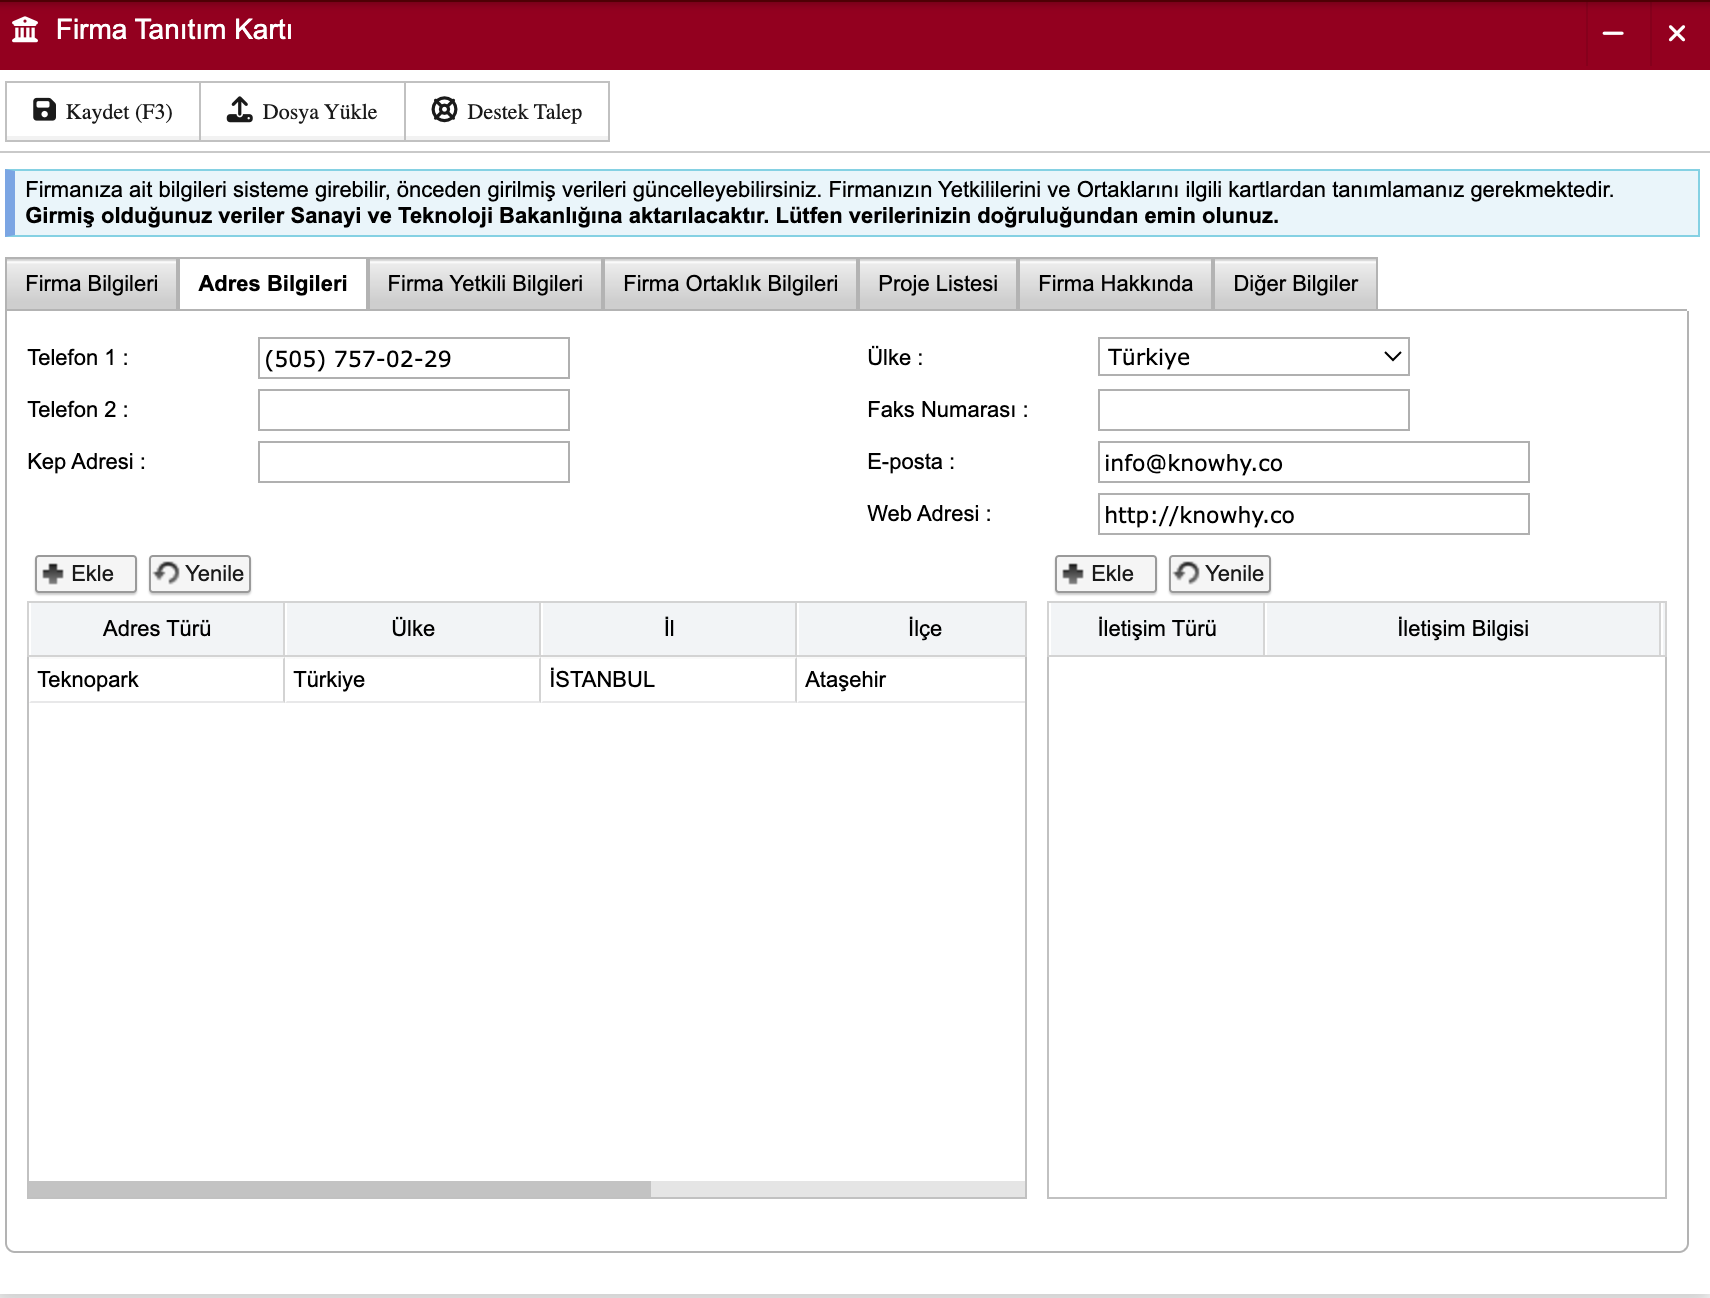 Firma Tanıtım Kartı
Kaydet (F3) Dosya Yükle Destek Talep
Firmanıza ait bilgileri sisteme girebilir, önceden girilmiş verileri güncelleyebilirsiniz. Firmanızın Yetkililerini ve Ortaklarını ilgili kartlardan tanımlamanız gerekmektedir.
Girmiş olduğunuz veriler Sanayi ve Teknoloji Bakanlığına aktarılacaktır. Lütfen verilerinizin doğruluğundan emin olunuz.
Firma Bilgileri Adres Bilgileri Firma Yetkili Bilgileri Firma Ortaklık Bilgileri Proje Listesi Firma Hakkında Diğer Bilgiler
Telefon 1 : (505) 757-02-29 Ülke : Türkiye
Telefon 2 : Faks Numarası :
Kep Adresi : E-posta : info@knowhy.co
Web Adresi : http://knowhy.co
Ekle Yenile Ekle Yenile
Adres Türü Ülke İl İlçe İletişim Türü İletişim Bilgisi
Teknopark Türkiye İSTANBUL Ataşehir